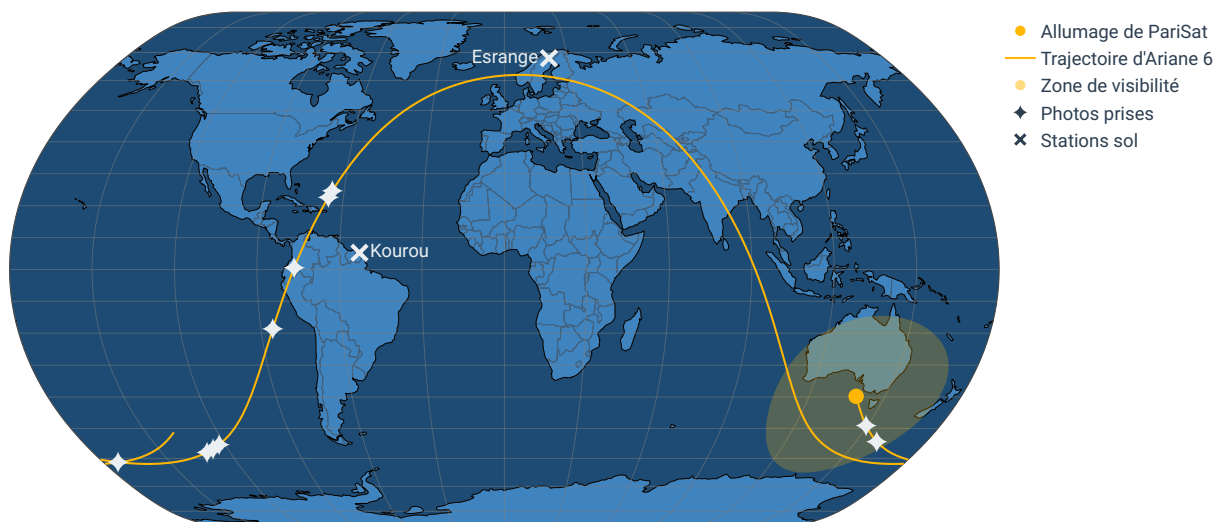 Esrange
Kourou
Allumage de PariSat
Trajectoire d'Ariane 6
Zone de visibilité
Photos prises
Stations sol